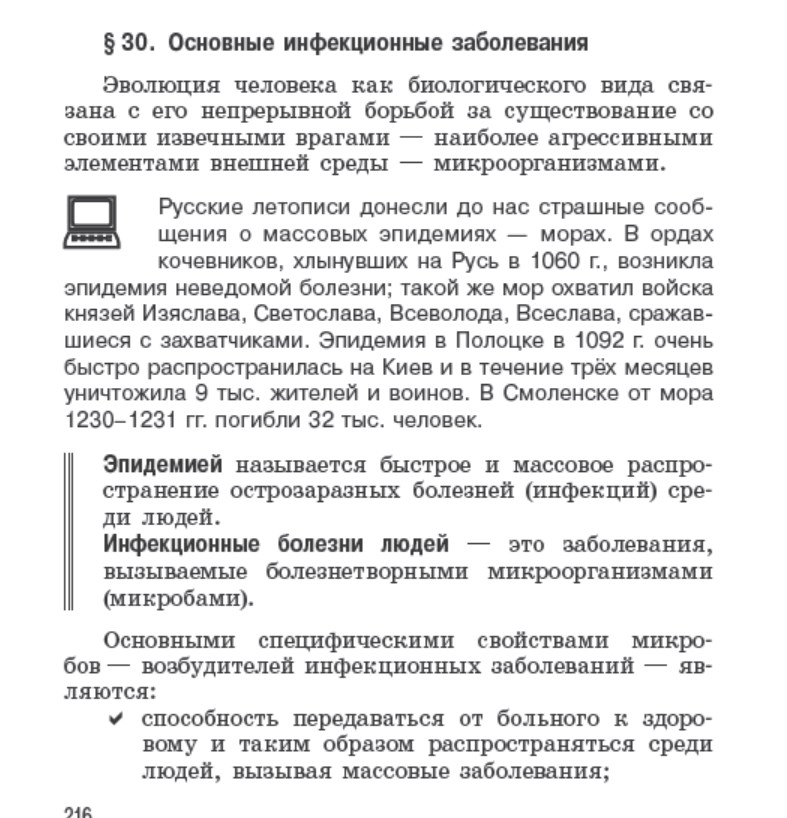 § 30. Основные инфекционные заболевания
Эволюция человека как биологического вида свя-
зана с его непрерывной борьбой за существование со
своими извечными врагами — наиболее агрессивными
элементами внешней среды — микроорганизмами.
Русские летописи донесли до нас страшные сооб-
щения о массовых эпидемиях — морах. В ордах
кочевников, хлынувших на Русь в 1060 г., возникла
эпидемия неведомой болезни; такой же мор охватил войска
князей Изяслава, Светослава, Всеволода, Всеслава, сражав-
шиеся с захватчиками. Эпидемия в Полоцке в 1092 г. очень
быстро распространилась на Киев и в течение трёх месяцев
уничтожила 9 тыс. жителей и воинов. В Смоленске от мора
1230–1231 гг. погибли 32 тыс. человек.
Эпидемией называется быстрое и массовое распро-
странение острозаразных болезней (инфекций) сре-
ди людей.
Инфекционные болезни людей — это заболевания,
вызываемые болезнетворными микроорганизмами
(микробами).
Основными специфическими свойствами микро-
бов — возбудителей инфекционных заболеваний — яв-
ляются:
способность передаваться от больного к здоро-
вому и таким образом распространяться среди
людей, вызывая массовые заболевания;
216